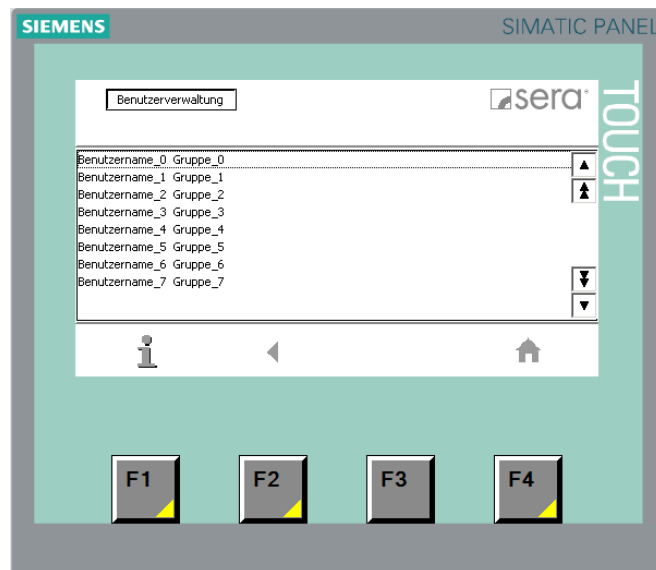 SIEMENS
SIMATIC PANEL
TOUCH
Benutzerverwaltung
sera
Benutzername_0 Gruppe_0
Benutzername_1 Gruppe_1
Benutzername_2 Gruppe_2
Benutzername_3 Gruppe_3
Benutzername_4 Gruppe_4
Benutzername_5 Gruppe_5
Benutzername_6 Gruppe_6
Benutzername_7 Gruppe_7
F1
F2
F3
F4